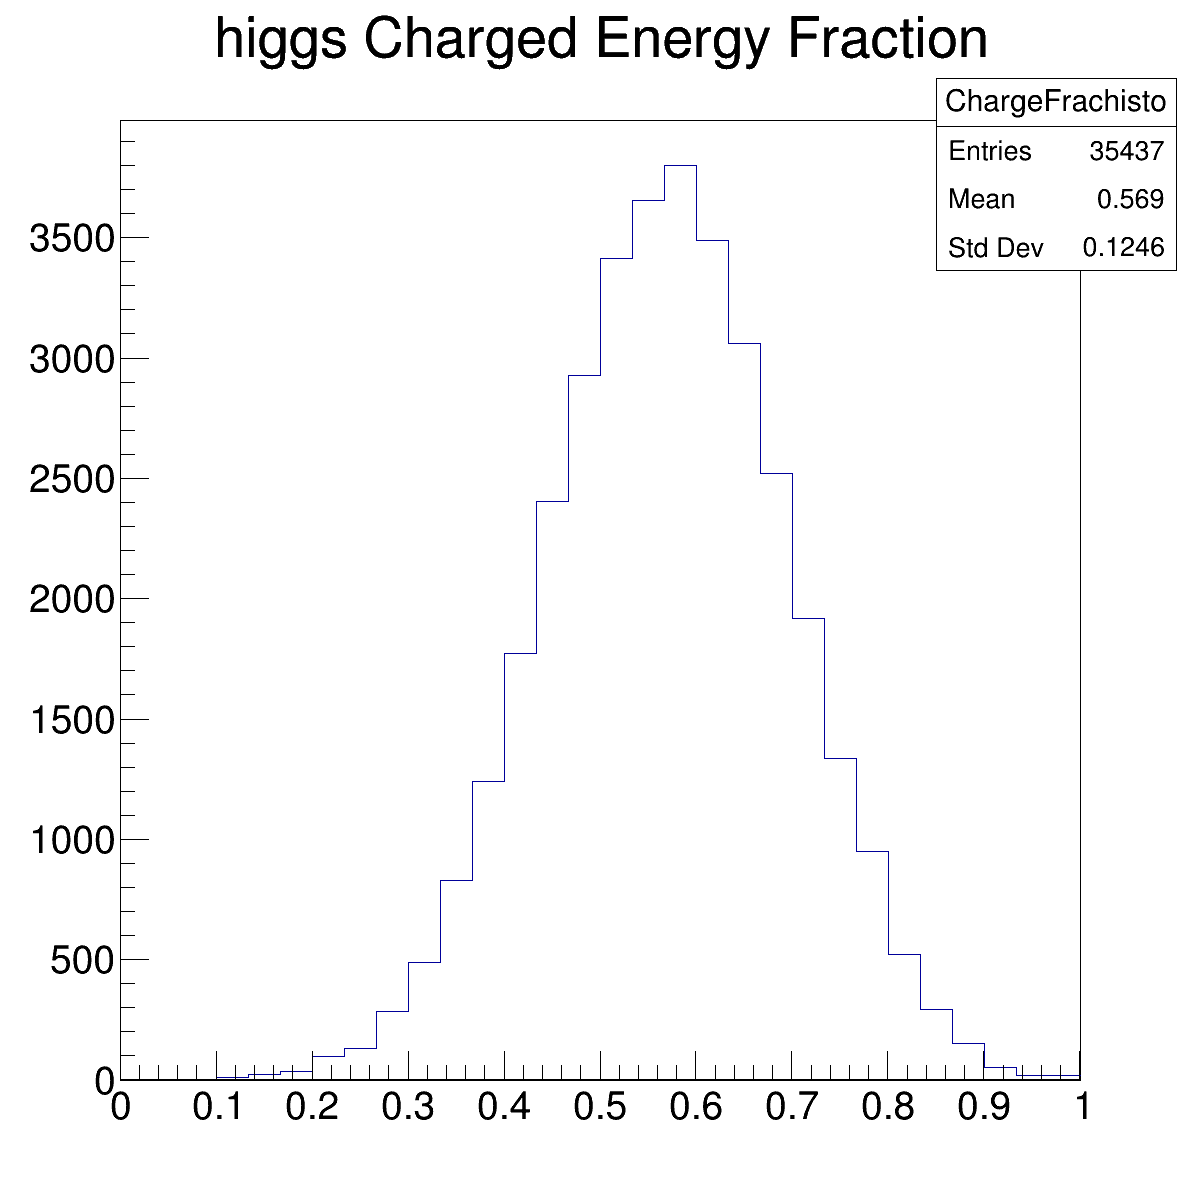 higgs Charged Energy Fraction
ChargeFrachisto
Entries 35437
Mean 0.569
Std Dev 0.1246
3500
3000
2500
2000
1500
1000
500
0
0 0.1 0.2 0.3 0.4 0.5 0.6 0.7 0.8 0.9 1